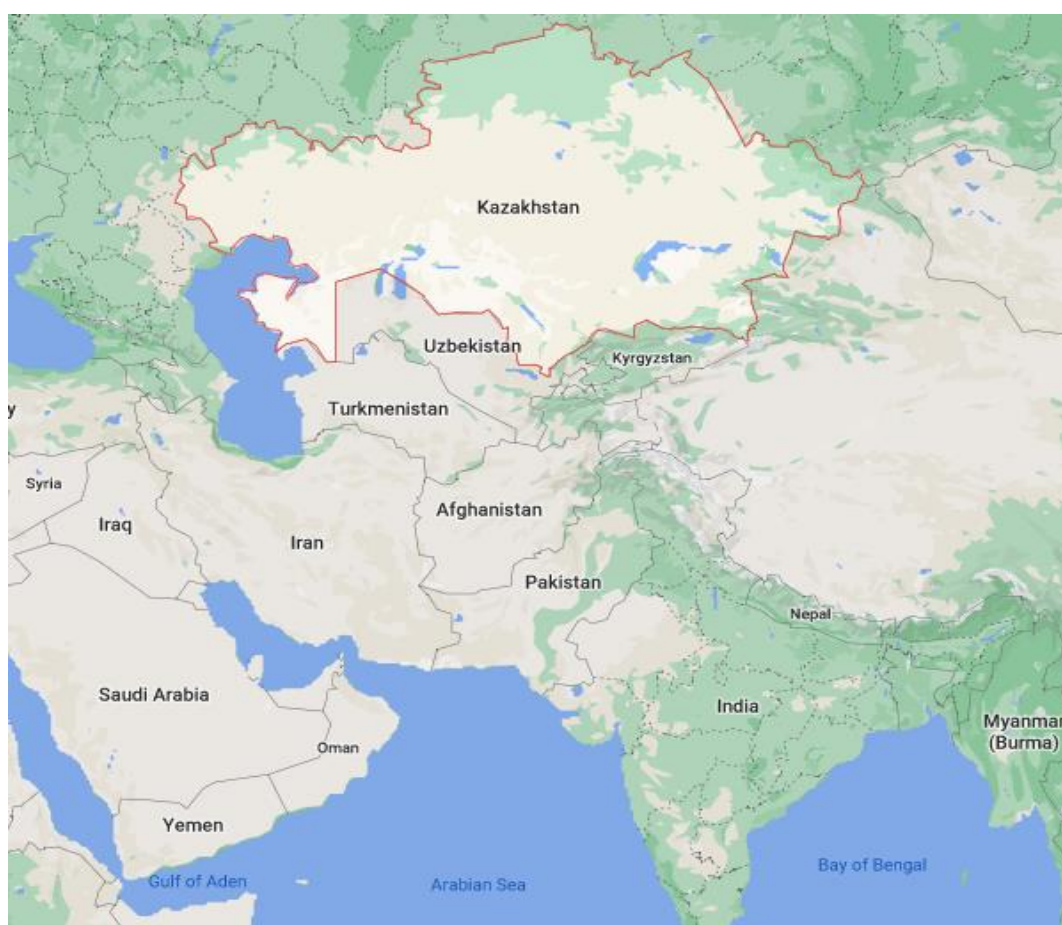 Kazakhstan
Uzbekistan
Kyrgyzstan
Turkmenistan
y
Syria
Afghanistan
Iraq
Iran
Pakistan
Nepal
Saudi Arabia
India
Myanmar
(Burma)
Oman
Yemen
Bay of Bengal
Gulf of Aden
Arabian Sea